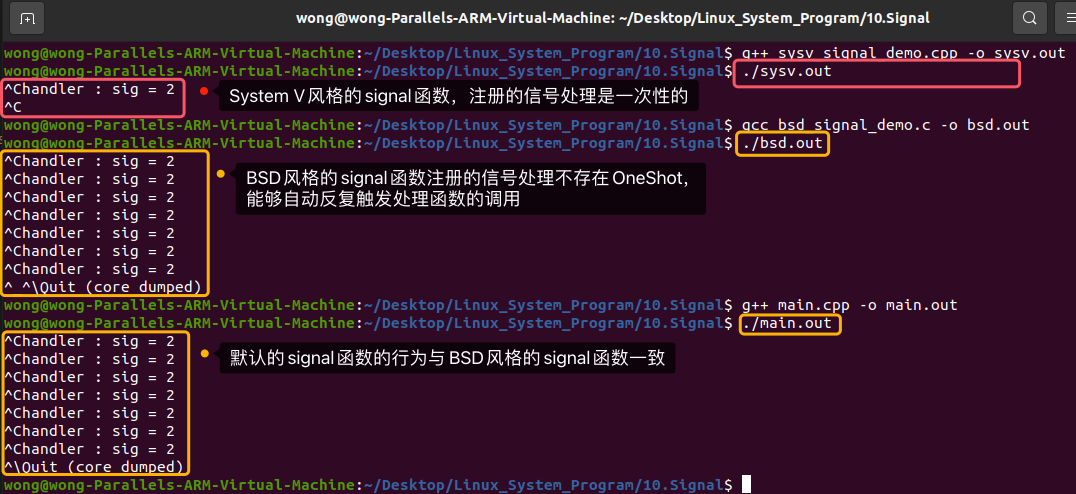 wong@wong-Parallels-ARM-Virtual-Machine: ~/Desktop/Linux_System_Program/10.Signal
wong@wong-Parallels-ARM-Virtual-Machine:~/Desktop/Linux_System_Program/10.Signal$ g++ sysv_signal_demo.cpp -o sysv.out
wong@wong-Parallels-ARM-Virtual-Machine:~/Desktop/Linux_System_Program/10.Signal$ ./sysv.out
^Chandler : sig = 2
^C
System V风格的signal函数，注册的信号处理是一次性的
wong@wong-Parallels-ARM-Virtual-Machine:~/Desktop/Linux_System_Program/10.Signal$ gcc bsd_signal_demo.c -o bsd.out
wong@wong-Parallels-ARM-Virtual-Machine:~/Desktop/Linux_System_Program/10.Signal$ ./bsd.out
^Chandler : sig = 2
^Chandler : sig = 2
^Chandler : sig = 2
^Chandler : sig = 2
^Chandler : sig = 2
^Chandler : sig = 2
^Chandler : sig = 2
^ ^\Quit (core dumped)
BSD风格的signal函数注册的信号处理不存在OneShot，
能够自动反复触发处理函数的调用
wong@wong-Parallels-ARM-Virtual-Machine:~/Desktop/Linux_System_Program/10.Signal$ g++ main.cpp -o main.out
wong@wong-Parallels-ARM-Virtual-Machine:~/Desktop/Linux_System_Program/10.Signal$ ./main.out
^Chandler : sig = 2
^Chandler : sig = 2
^Chandler : sig = 2
^Chandler : sig = 2
^Chandler : sig = 2
^Chandler : sig = 2
^Chandler : sig = 2
^\Quit (core dumped)
默认的signal函数的行为与BSD风格的signal函数一致
wong@wong-Parallels-ARM-Virtual-Machine:~/Desktop/Linux_System_Program/10.Signal$